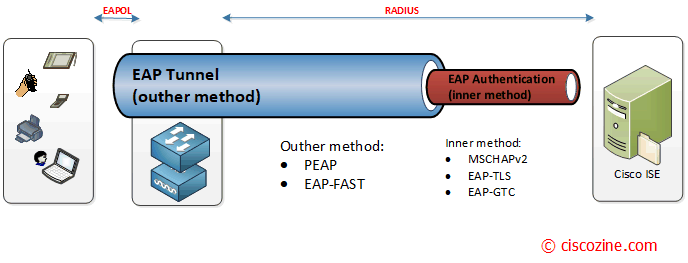 EAPOL
RADIUS
EAP Tunnel
(outher method)
EAP Authentication
(inner method)
Outher method:
• PEAP
• EAP-FAST
Inner method:
• MSCHAPv2
• EAP-TLS
• EAP-GTC
Cisco ISE
© ciscozine.com